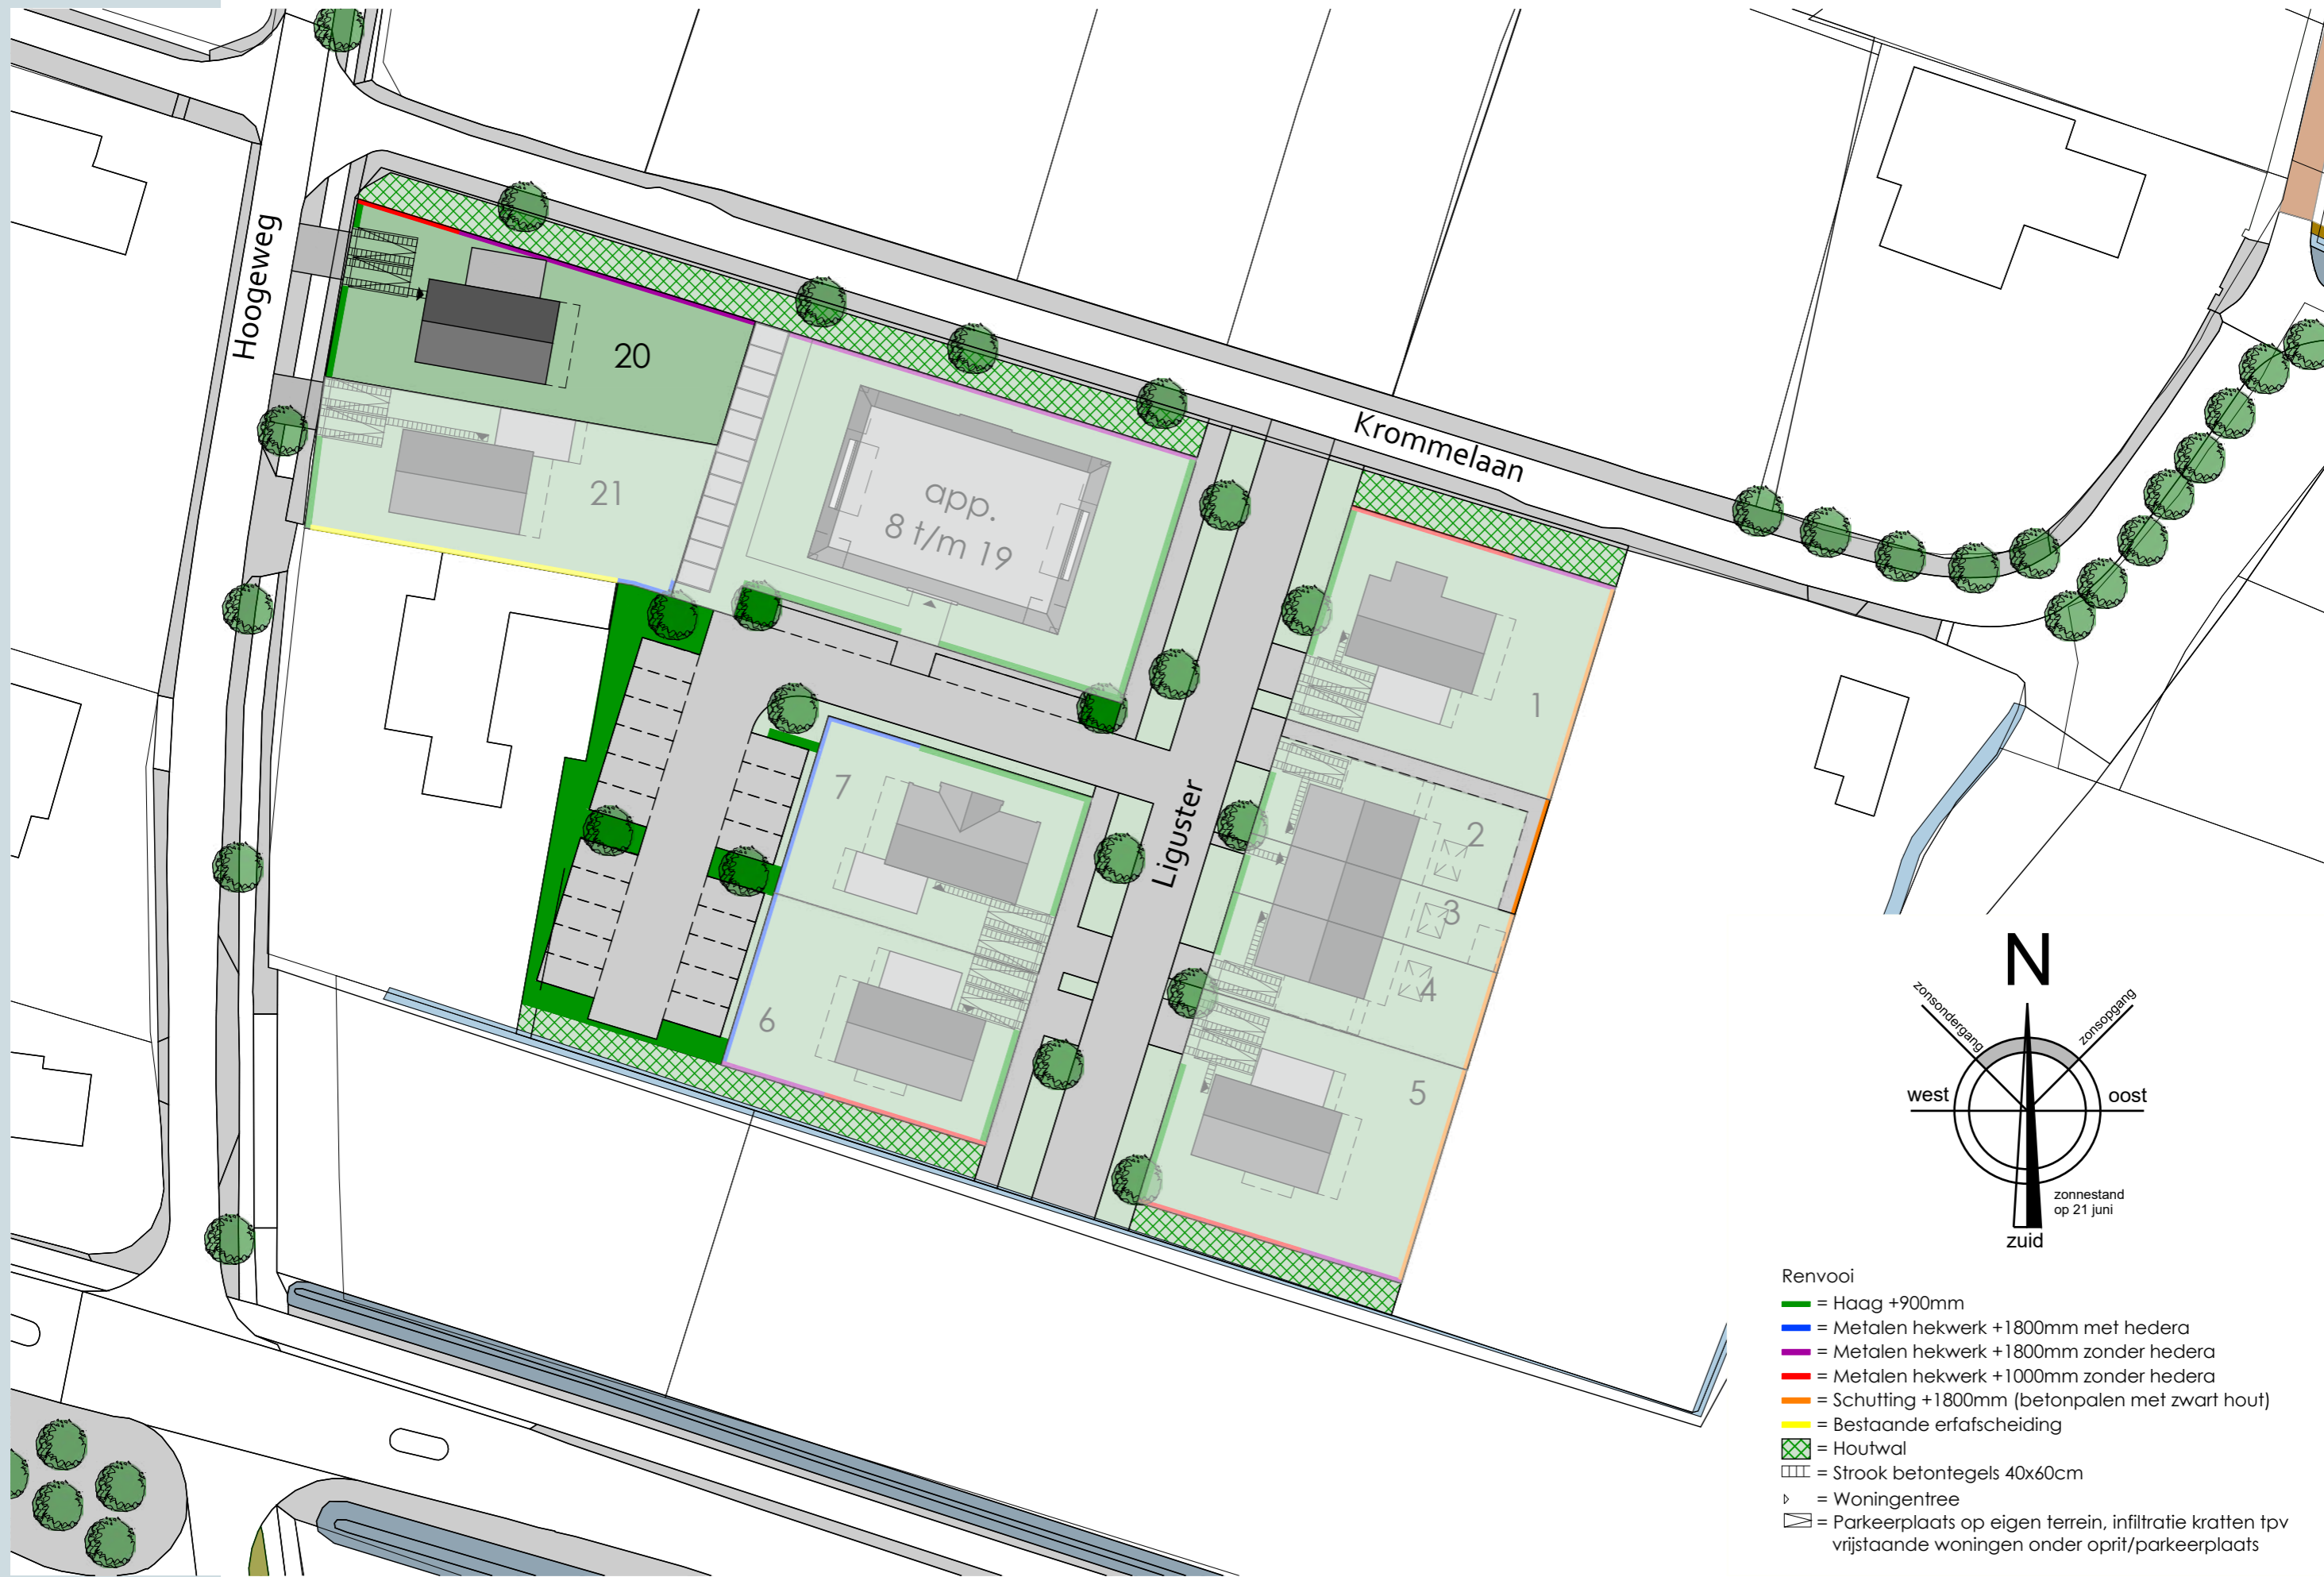 Hoogeweg
Krommelaan
Liguster
20
21
app.
8 t/m 19
1
2
3
4
5
6
7
N
zonsondergang
zonsopgang
west
oost
zonnestand
op 21 juni
zuid
Renvooi
= Haag +900mm
= Metalen hekwerk +1800mm met hedera
= Metalen hekwerk +1800mm zonder hedera
= Metalen hekwerk +1000mm zonder hedera
= Schutting +1800mm (betonpalen met zwart hout)
= Bestaande erfafscheiding
= Houtwal
= Strook betontegels 40x60cm
= Woningentree
= Parkeerplaats op eigen terrein, infiltratie kratten tpv
vrijstaande woningen onder oprit/parkeerplaats